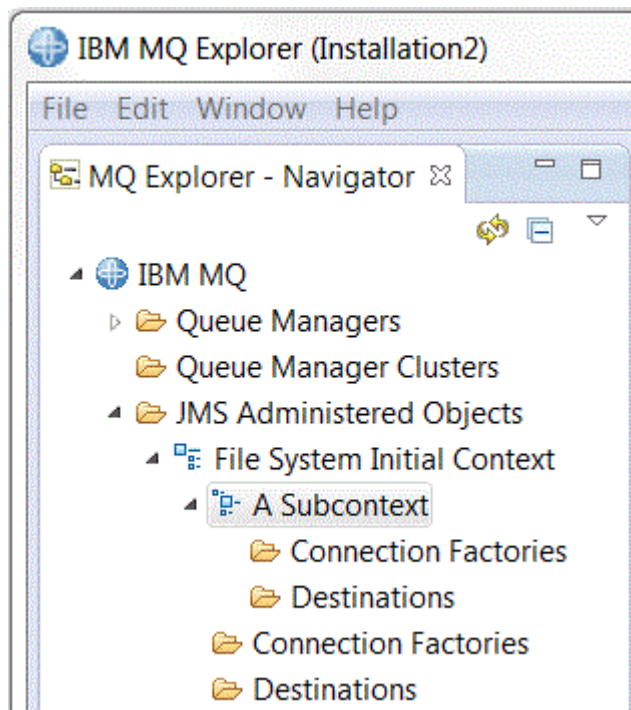 IBM MQ Explorer (Installation2)
File Edit Window Help
MQ Explorer - Navigator
IBM MQ
Queue Managers
Queue Manager Clusters
JMS Administered Objects
File System Initial Context
A Subcontext
Connection Factories
Destinations
Connection Factories
Destinations